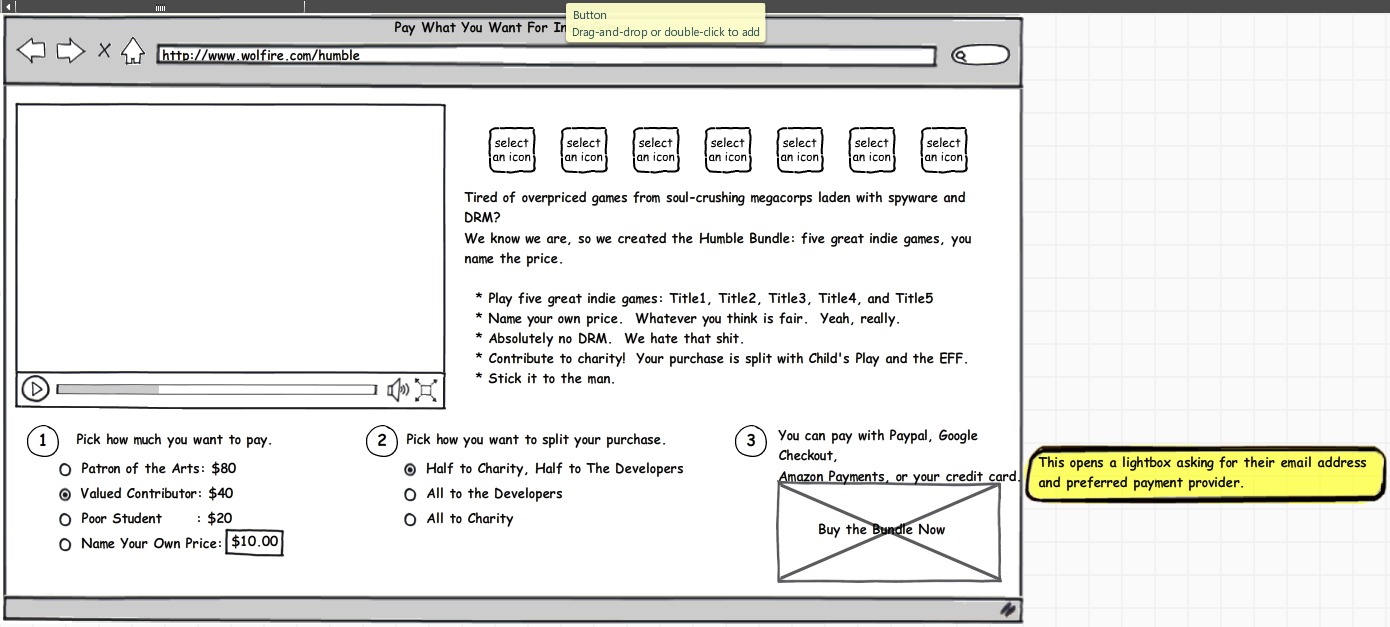 Button
Drag-and-drop or double-click to add
Pay What You Want For In
http://www.wolfire.com/humble
select an icon select an icon select an icon select an icon select an icon select an icon select an icon
Tired of overpriced games from soul-crushing megacorps laden with spyware and
DRM?
We know we are, so we created the Humble Bundle: five great indie games, you
name the price.
* Play five great indie games: Title1, Title2, Title3, Title4, and Title5
* Name your own price. Whatever you think is fair. Yeah, really.
* Absolutely no DRM. We hate that shit.
* Contribute to charity! Your purchase is split with Child's Play and the EFF.
* Stick it to the man.
1 Pick how much you want to pay.
Patron of the Arts: $80
Valued Contributor: $40
Poor Student : $20
Name Your Own Price: $10.00
2 Pick how you want to split your purchase.
Half to Charity, Half to The Developers
All to the Developers
All to Charity
3 You can pay with Paypal, Google
Checkout,
Amazon Payments, or your credit card.
Buy the Bundle Now
This opens a lightbox asking for their email address
and preferred payment provider.